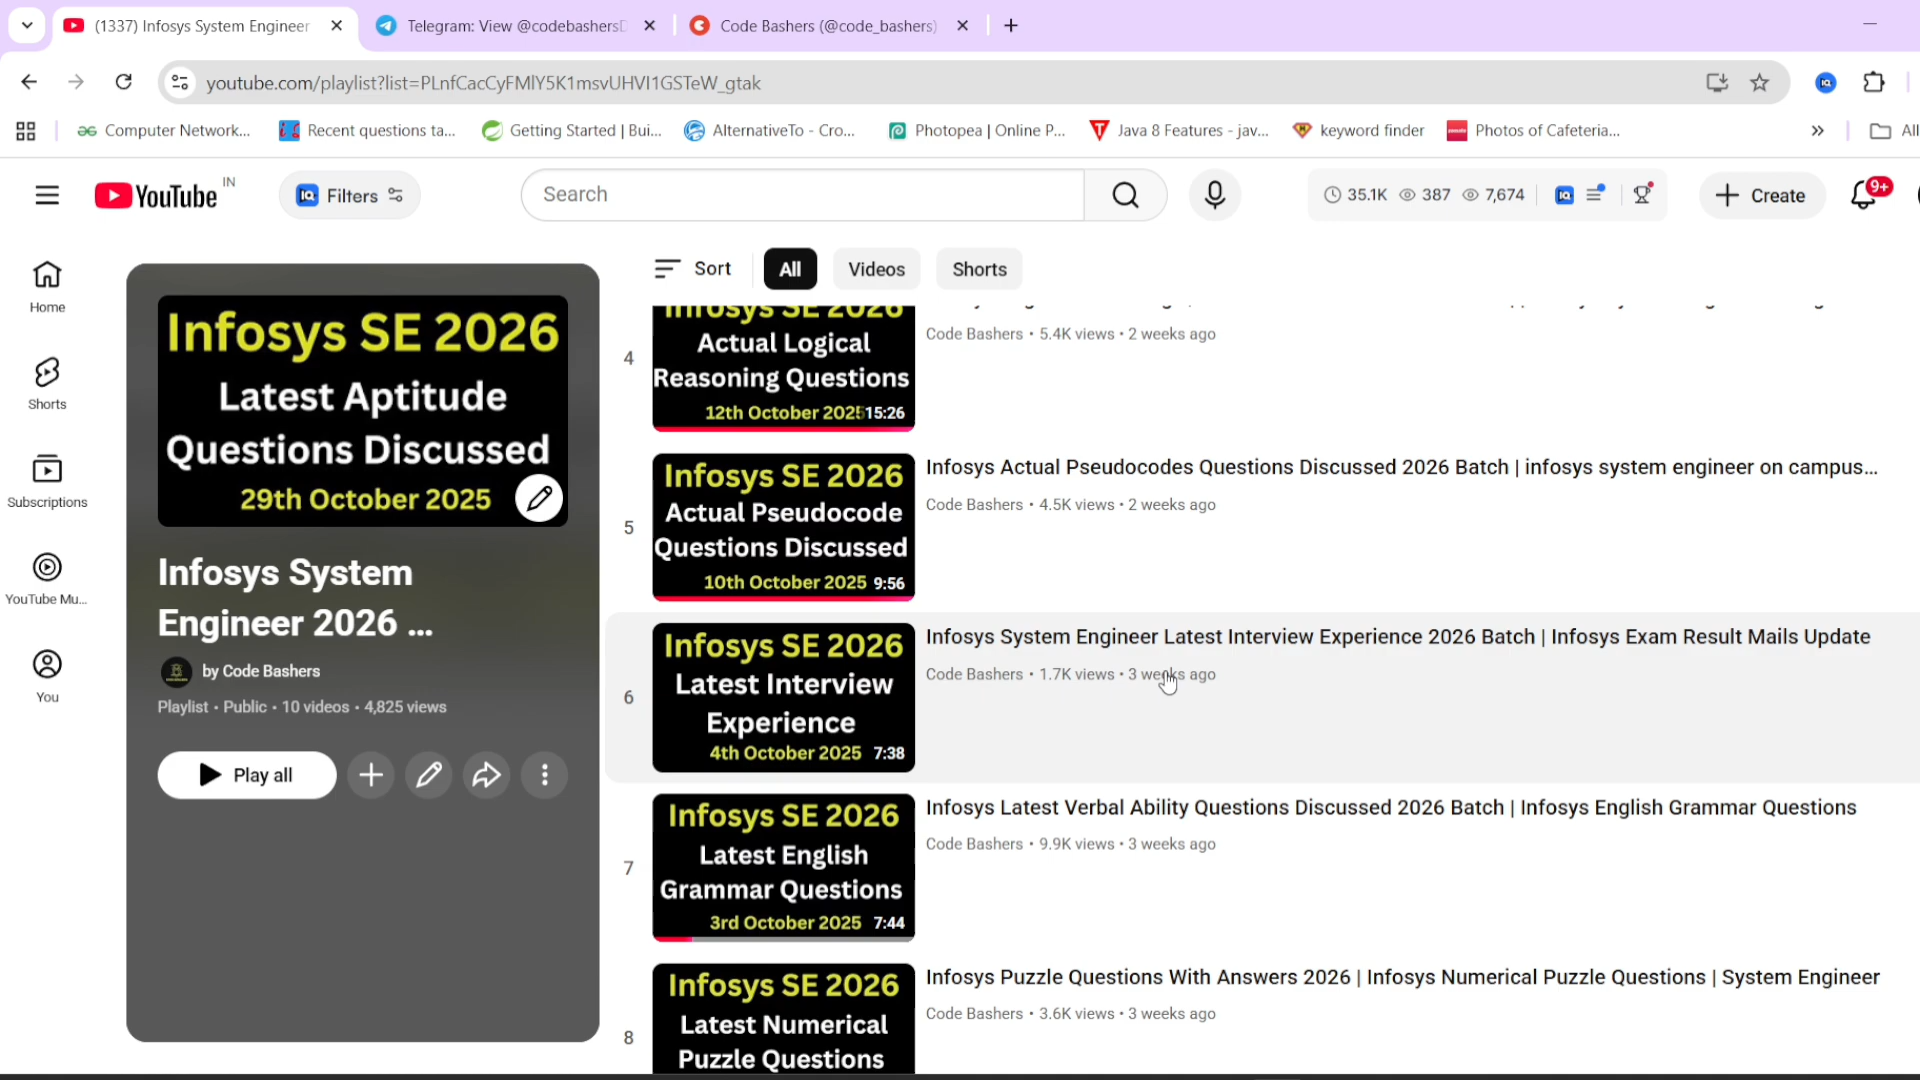 (1337) Infosys System Engineer
Telegram: View @codebashersD
Code Bashers (@code_bashers)
youtube.com/playlist?list=PLnfCacCyFMlY5K1msvUHVI1GSTeW_gtak
Computer Network...
Recent questions ta...
Getting Started | Bui...
AlternativeTo - Cro...
Photopea | Online P...
Java 8 Features - jav...
keyword finder
Photos of Cafeteria...
»
All
YouTube IN
Filters
Search
35.1K 387 7,674
Create
9+
Home
Shorts
Subscriptions
YouTube Mu...
You
Infosys SE 2026
Latest Aptitude
Questions Discussed
29th October 2025
Infosys System
Engineer 2026 ...
by Code Bashers
Playlist • Public • 10 videos • 4,825 views
Play all
Sort
All
Videos
Shorts
4
Infosys SE 2026
Actual Logical
Reasoning Questions
12th October 2025
15:26
Code Bashers • 5.4K views • 2 weeks ago
5
Infosys SE 2026
Actual Pseudocode
Questions Discussed
10th October 2025
9:56
Infosys Actual Pseudocodes Questions Discussed 2026 Batch | infosys system engineer on campus...
Code Bashers • 4.5K views • 2 weeks ago
6
Infosys SE 2026
Latest Interview
Experience
4th October 2025
7:38
Infosys System Engineer Latest Interview Experience 2026 Batch | Infosys Exam Result Mails Update
Code Bashers • 1.7K views • 3 weeks ago
7
Infosys SE 2026
Latest English
Grammar Questions
3rd October 2025
7:44
Infosys Latest Verbal Ability Questions Discussed 2026 Batch | Infosys English Grammar Questions
Code Bashers • 9.9K views • 3 weeks ago
8
Infosys SE 2026
Latest Numerical
Puzzle Questions
Infosys Puzzle Questions With Answers 2026 | Infosys Numerical Puzzle Questions | System Engineer
Code Bashers • 3.6K views • 3 weeks ago